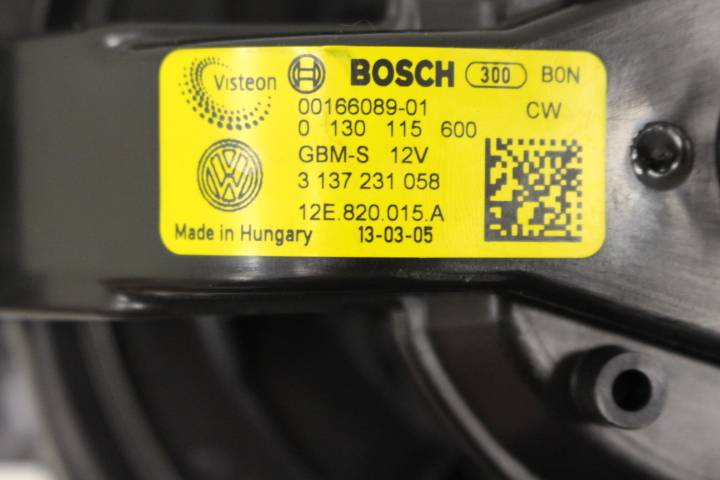 Visteon BOSCH 300 BON
00166089-01 CW
0 130 115 600
GBM-S 12V
3 137 231 058
12E.820.015.A
Made in Hungary 13-03-05